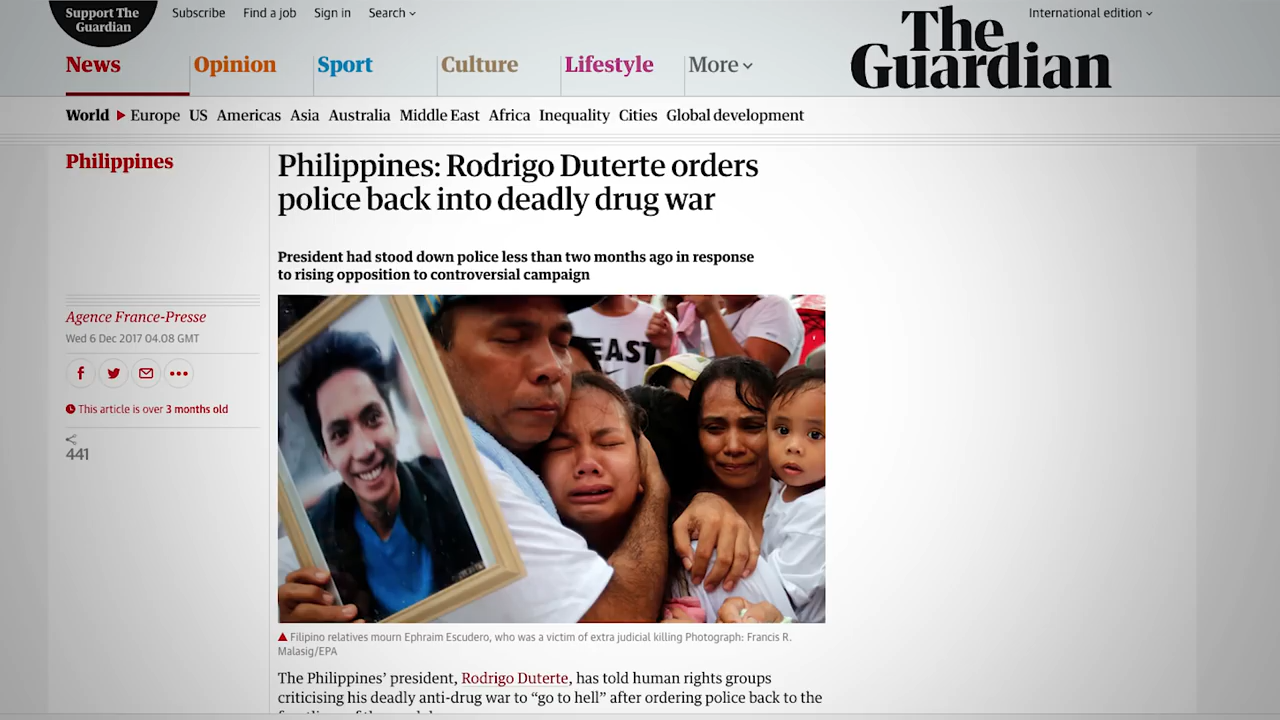 Support The
Guardian
Subscribe
Find a job
Sign in
Search
International edition
The
Guardian
News
Opinion
Sport
Culture
Lifestyle
More
World
Europe
US
Americas
Asia
Australia
Middle East
Africa
Inequality
Cities
Global development
Philippines
Philippines: Rodrigo Duterte orders
police back into deadly drug war
President had stood down police less than two months ago in response
to rising opposition to controversial campaign
Agence France-Presse
Wed 6 Dec 2017 04.08 GMT
This article is over 3 months old
441
EAST
Filipino relatives mourn Ephraim Escudero, who was a victim of extra judicial killing Photograph: Francis R.
Malasig/EPA
The Philippines’ president, Rodrigo Duterte, has told human rights groups
criticising his deadly anti-drug war to “go to hell” after ordering police back to the